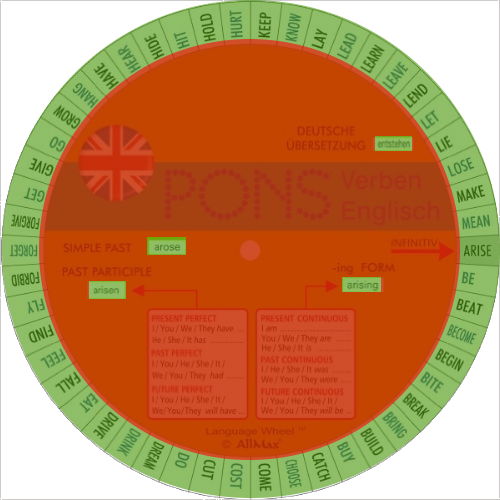 HURT
KEEP
KNOW
LAY
LEAD
LEARN
LEAVE
LEND
LET
LIE
LOSE
MAKE
MEAN
ARISE
BE
BEAT
BECOME
BEGIN
BITE
BREAK
BRING
BUILD
BUY
CATCH
CHOOSE
COME
COST
CUT
DO
DREAM
DRINK
DRIVE
EAT
FALL
FEEL
FIND
FLY
FORBID
FORGET
FORGIVE
GET
GIVE
GO
GROW
HANG
HAVE
HEAR
HIDE
HIT
HOLD
DEUTSCHE
ÜBERSETZUNG entstehen
PONS Verben
Englisch
SIMPLE PAST arose
INFINITIV
PAST PARTICIPLE
arisen
-ing FORM
arising
PRESENT PERFECT
I / You / We / They have ....
He / She / It has ..........
PAST PERFECT
I / You / He / She / It /
We / You / They had .....
FUTURE PERFECT
I / You / He / She / It /
We/ You/ They will have ...
PRESENT CONTINUOUS
I am ......................
You / We / They are .......
He / She / It is ............
PAST CONTINUOUS
I / He / She / It was .......
We / You / They were ....
FUTURE CONTINUOUS
I / You / He / She / It /
We / You / They will be ...
Language Wheel ™
© AliMax